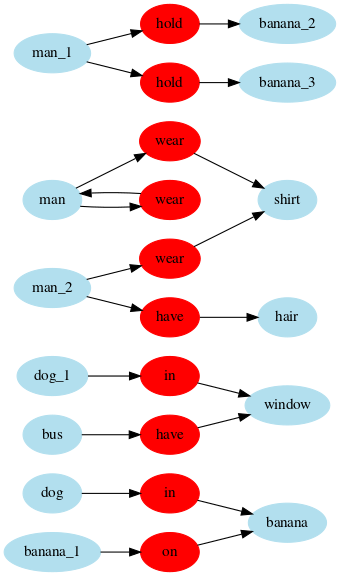 hold
banana_2
man_1
hold
banana_3
wear
man
wear
shirt
wear
man_2
have
hair
dog_1
in
window
bus
have
dog
in
banana
banana_1
on